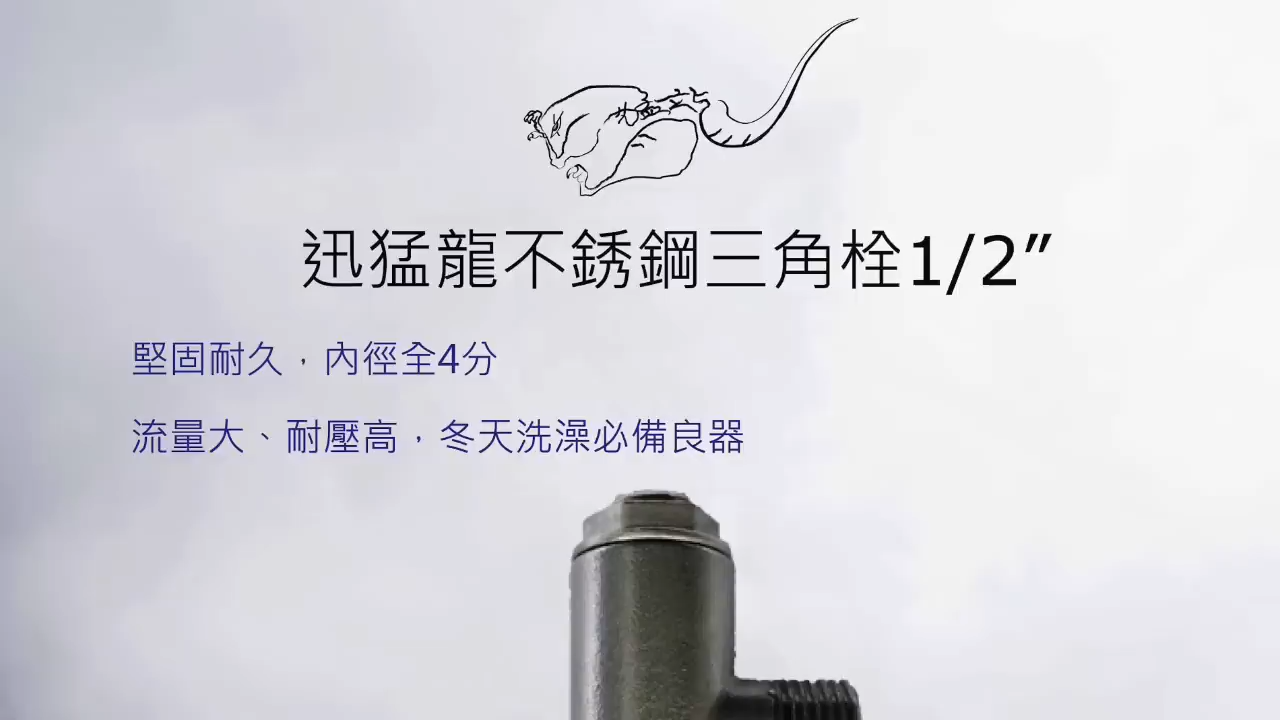 迅猛龍不銹鋼三角栓1/2”
堅固耐久，內徑全4分
流量大、耐壓高，冬天洗澡必備良器